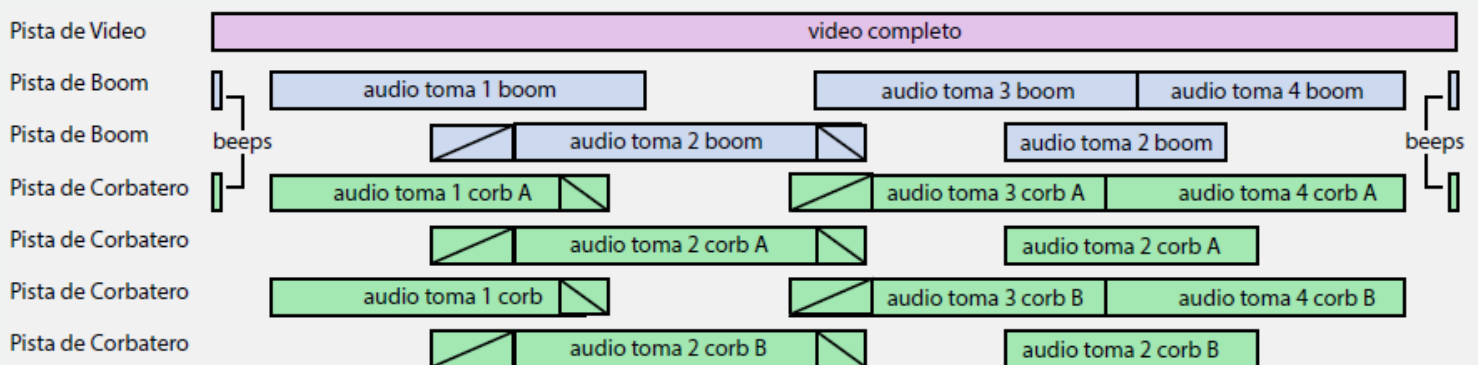 Pista de Video video completo
Pista de Boom audio toma 1 boom audio toma 3 boom audio toma 4 boom
Pista de Boom beeps audio toma 2 boom audio toma 2 boom beeps
Pista de Corbatero audio toma 1 corb A audio toma 3 corb A audio toma 4 corb A
Pista de Corbatero audio toma 2 corb A audio toma 2 corb A
Pista de Corbatero audio toma 1 corb audio toma 3 corb B audio toma 4 corb B
Pista de Corbatero audio toma 2 corb B audio toma 2 corb B